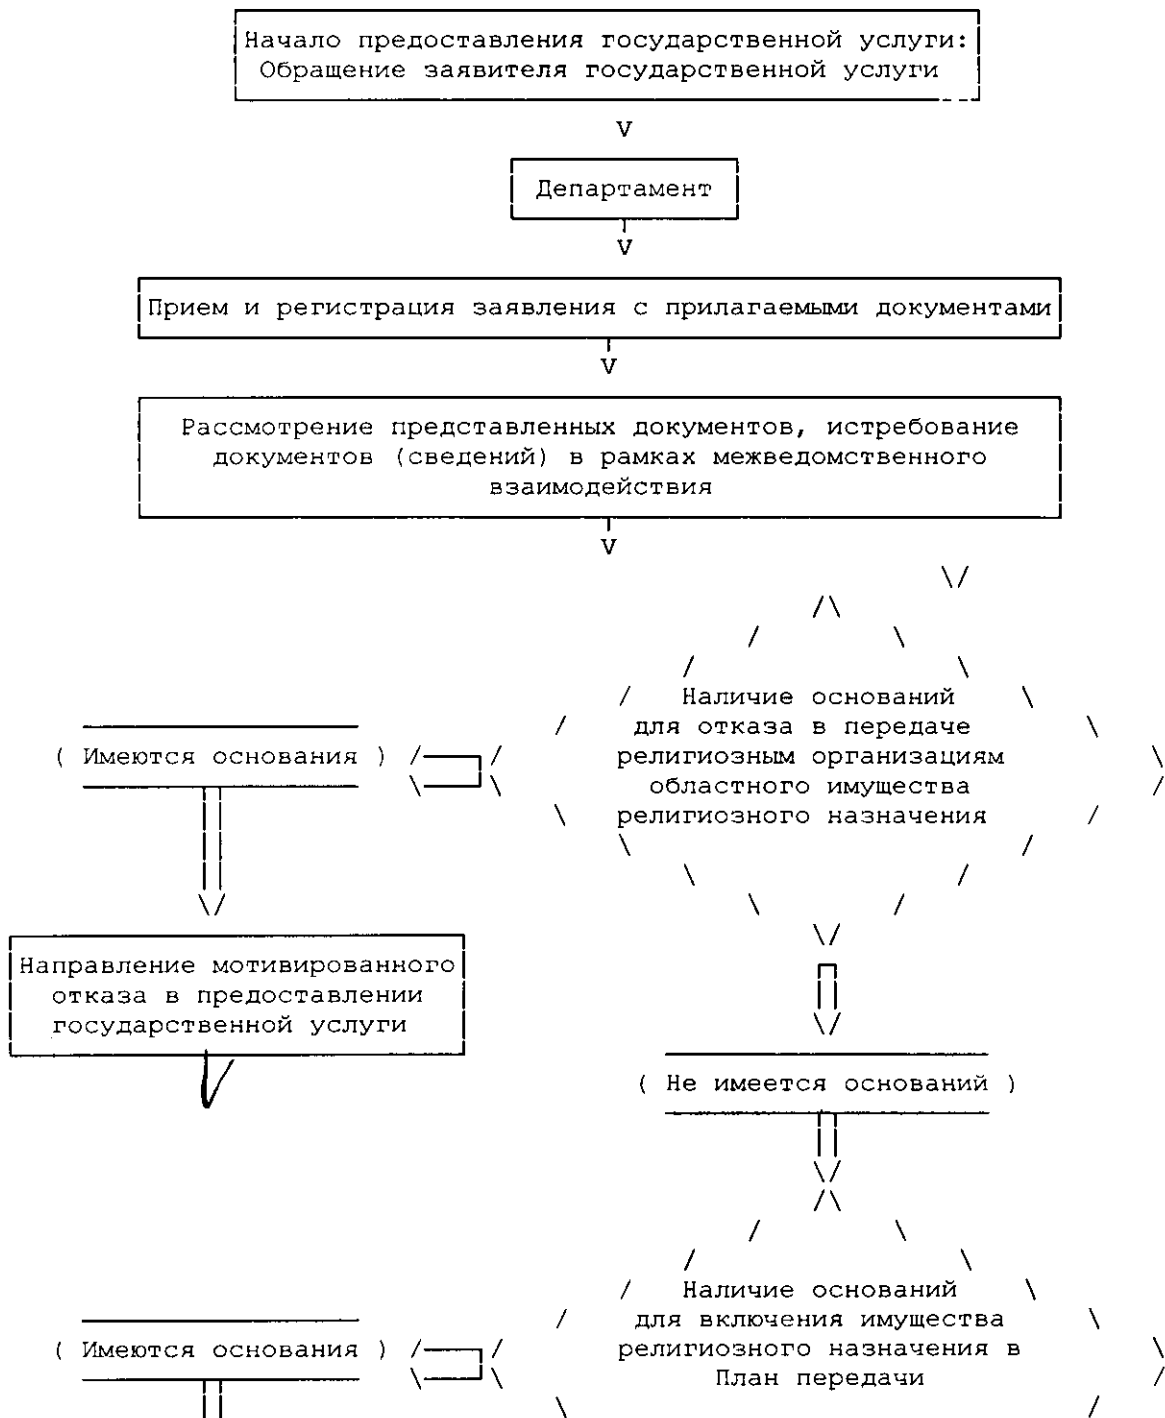 Начало предоставления государственной услуги:
Обращение заявителя государственной услуги
V
Департамент
V
Прием и регистрация заявления с прилагаемыми документами
V
Рассмотрение представленных документов, истребование
документов (сведений) в рамках межведомственного
взаимодействия
V
Наличие оснований
для отказа в передаче
религиозным организациям
областного имущества
религиозного назначения
( Имеются основания )
Направление мотивированного
отказа в предоставлении
государственной услуги
( Не имеется оснований )
Наличие оснований
для включения имущества
религиозного назначения в
План передачи
( Имеются основания )